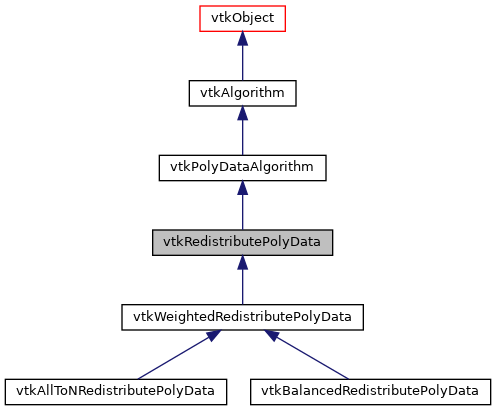 vtkObject
vtkAlgorithm
vtkPolyDataAlgorithm
vtkRedistributePolyData
vtkWeightedRedistributePolyData
vtkAllToNRedistributePolyData
vtkBalancedRedistributePolyData